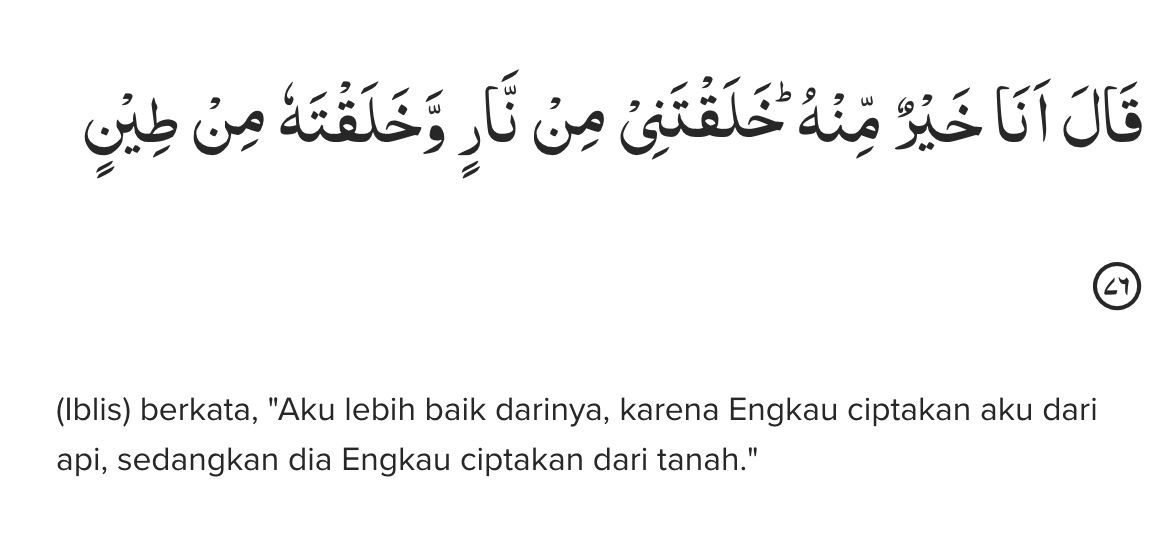 قَالَ اَنَا خَيْرٌ مِّنْهُ ۗخَلَقْتَنِيْ مِنْ نَّارٍ وَّخَلَقْتَهٗ مِنْ طِيْنٍ
٧٦
(Iblis) berkata, "Aku lebih baik darinya, karena Engkau ciptakan aku dari
api, sedangkan dia Engkau ciptakan dari tanah."